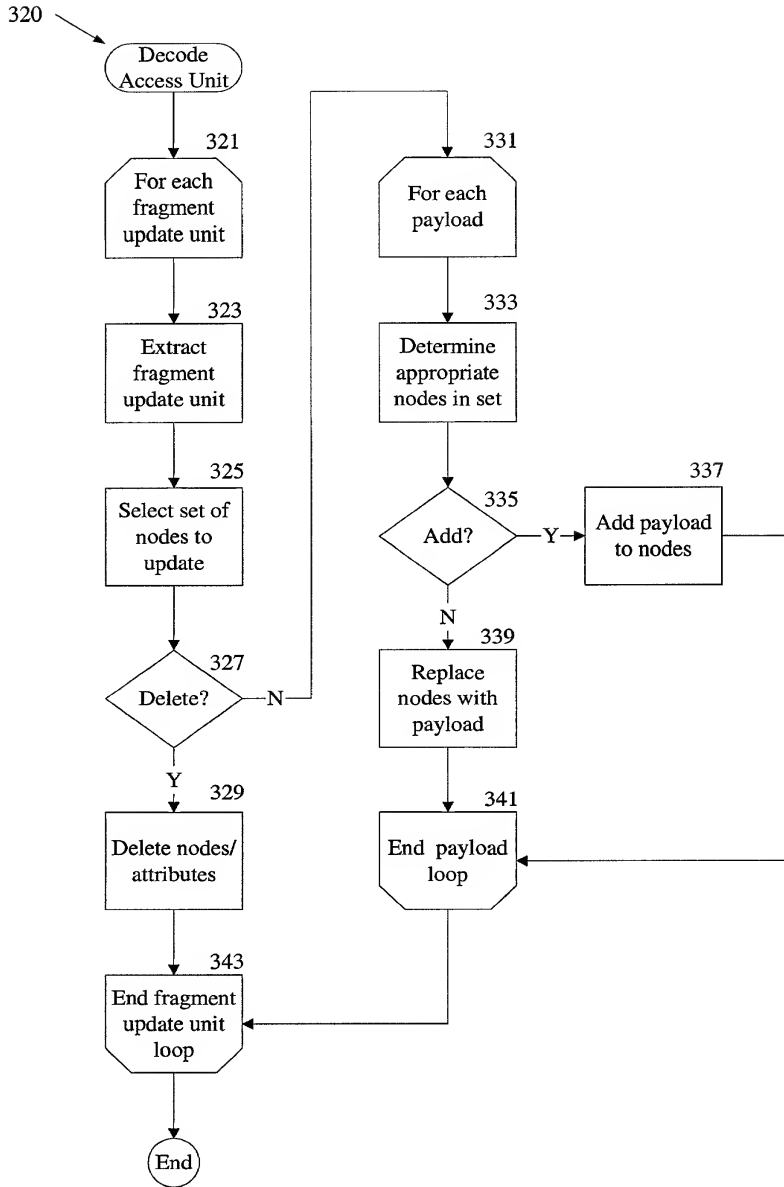 320
Decode
Access Unit
321
For each
fragment
update unit
323
Extract
fragment
update unit
325
Select set of
nodes to
update
327
Delete?
N
Y
329
Delete nodes/
attributes
343
End fragment
update unit
loop
End
331
For each
payload
333
Determine
appropriate
nodes in set
335
Add?
Y
337
Add payload
to nodes
N
339
Replace
nodes with
payload
341
End payload
loop